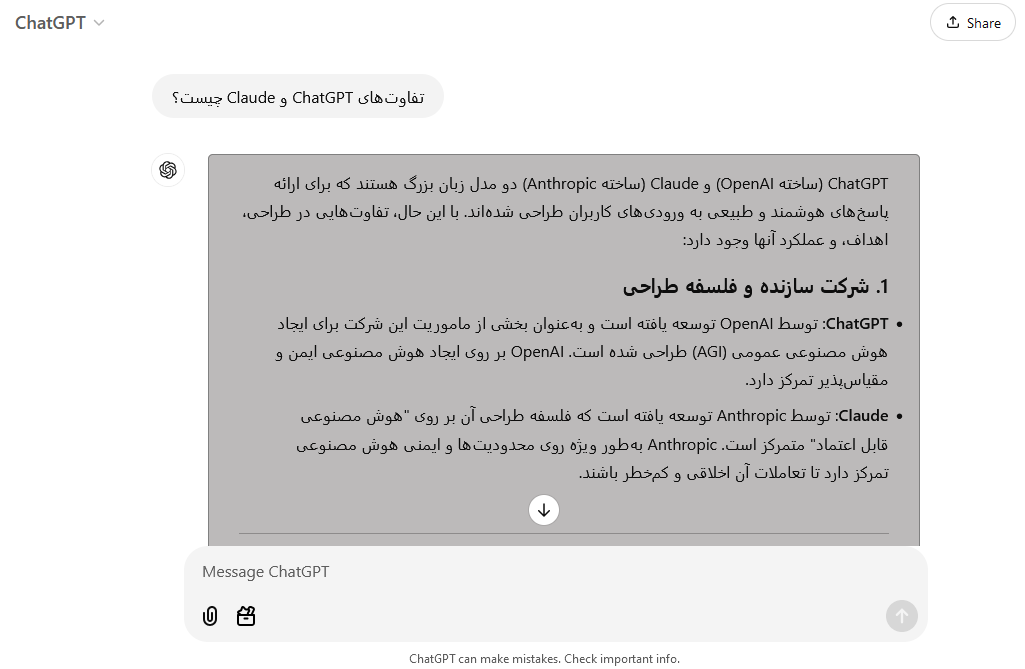 ChatGPT
Share
تفاوت‌های ChatGPT و Claude چیست؟
ChatGPT (ساخته OpenAI) و Claude (ساخته Anthropic) دو مدل زبان بزرگ هستند که برای ارائه
پاسخ‌های هوشمند و طبیعی به ورودی‌های کاربران طراحی شده‌اند. با این حال، تفاوت‌هایی در طراحی،
اهداف، و عملکرد آنها وجود دارد:
1. شرکت سازنده و فلسفه طراحی
• ChatGPT: توسط OpenAI توسعه یافته است و به‌عنوان بخشی از ماموریت این شرکت برای ایجاد
هوش مصنوعی عمومی (AGI) طراحی شده است. OpenAI بر روی ایجاد هوش مصنوعی ایمن و
مقیاس‌پذیر تمرکز دارد.
• Claude: توسط Anthropic توسعه یافته است که فلسفه طراحی آن بر روی "هوش مصنوعی
قابل اعتماد" متمرکز است. Anthropic به‌طور ویژه روی محدودیت‌ها و ایمنی هوش مصنوعی
تمرکز دارد تا تعاملات آن اخلاقی و کم‌خطر باشند.
Message ChatGPT
ChatGPT can make mistakes. Check important info.